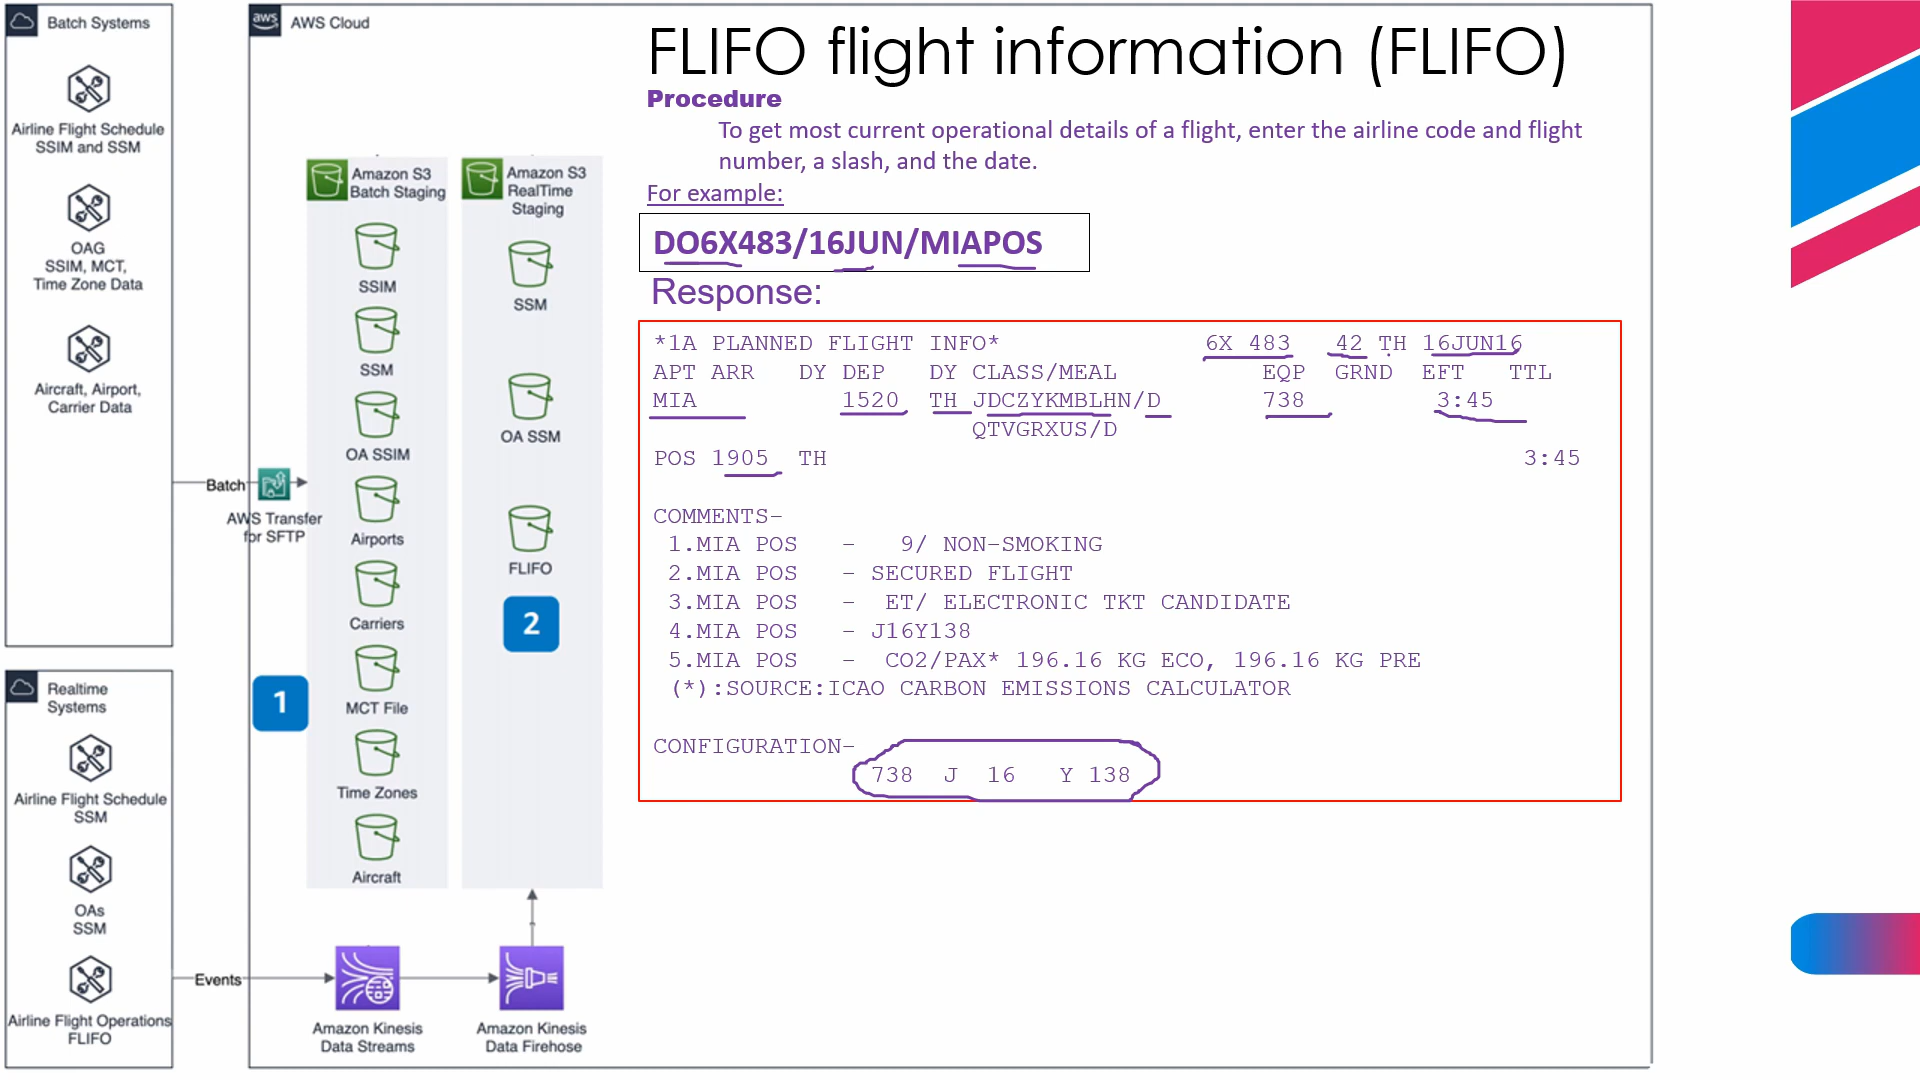 Batch Systems
Airline Flight Schedule
SSIM and SSM
OAG
SSIM, MCT,
Time Zone Data
Aircraft, Airport,
Carrier Data
Realtime
Systems
Airline Flight Schedule
SSM
OAs
SSM
Airline Flight Operations
FLIFO
Batch
AWS Transfer
for SFTP
Events
aws
AWS Cloud
Amazon S3
Batch Staging
SSIM
SSM
OA SSIM
Airports
Carriers
MCT File
Time Zones
Aircraft
1
Amazon S3
RealTime
Staging
SSM
OA SSM
FLIFO
2
Amazon Kinesis
Data Streams
Amazon Kinesis
Data Firehose
FLIFO flight information (FLIFO)
Procedure
To get most current operational details of a flight, enter the airline code and flight
number, a slash, and the date.
For example:
DO6X483/16JUN/MIAPOS
Response:
*1A PLANNED FLIGHT INFO* 6X 483 42 TH 16JUN16
APT ARR DY DEP DY CLASS/MEAL EQP GRND EFT TTL
MIA 1520 TH JDCZYKMBLHN/D 738 3:45
QTVGRXUS/D
POS 1905 TH 3:45
COMMENTS-
1.MIA POS - 9/ NON-SMOKING
2.MIA POS - SECURED FLIGHT
3.MIA POS - ET/ ELECTRONIC TKT CANDIDATE
4.MIA POS - J16Y138
5.MIA POS - CO2/PAX* 196.16 KG ECO, 196.16 KG PRE
(*):SOURCE:ICAO CARBON EMISSIONS CALCULATOR
CONFIGURATION-
738 J 16 Y 138